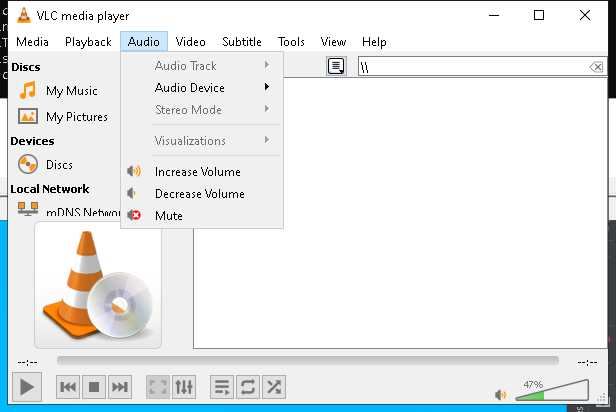 VLC media player
Media Playback Audio Video Subtitle Tools View Help
Discs
My Music
My Pictures
Devices
Discs
Local Network
mDNS Netwo
Audio Track
Audio Device
Stereo Mode
Visualizations
Increase Volume
Decrease Volume
Mute
\\
--:--
--:--
47%